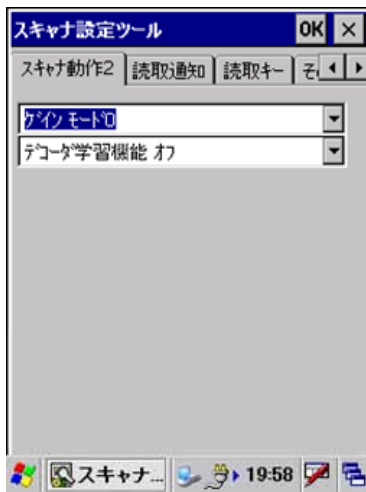 スキャナ設定ツール OK ×
スキャナ動作2 読取通知 読取キー そ
ｹﾞｲﾝ ﾓｰﾄﾞ0
ﾃﾞｺｰﾀﾞ学習機能 ｵﾌ
スキャナ... 19:58